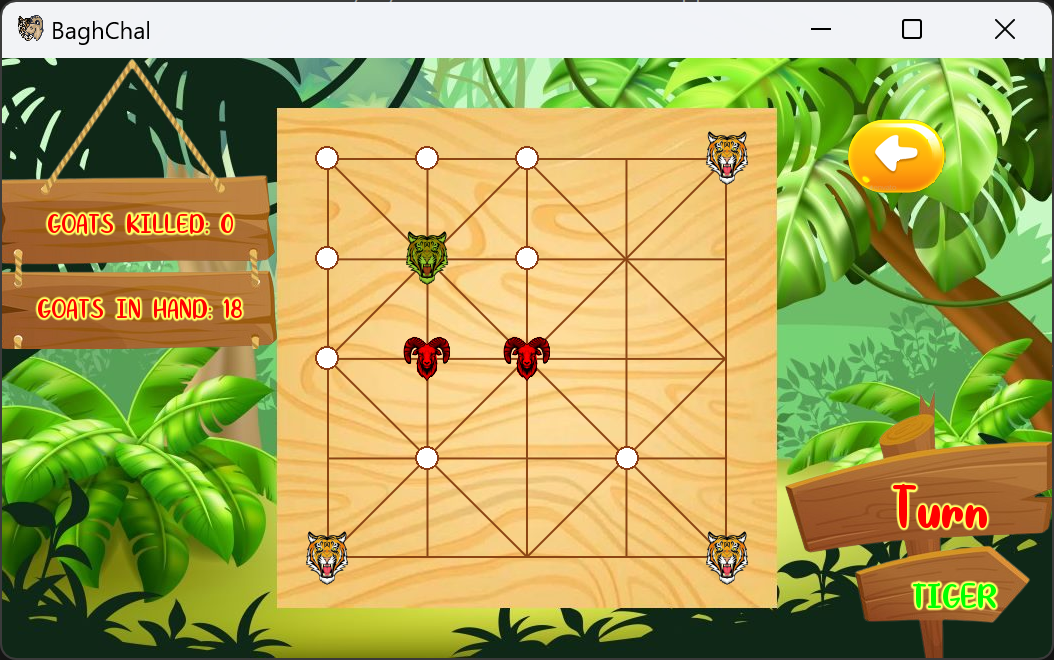 BaghChal
GOATS KILLED: 0
GOATS IN HAND: 18
Turn
TIGER